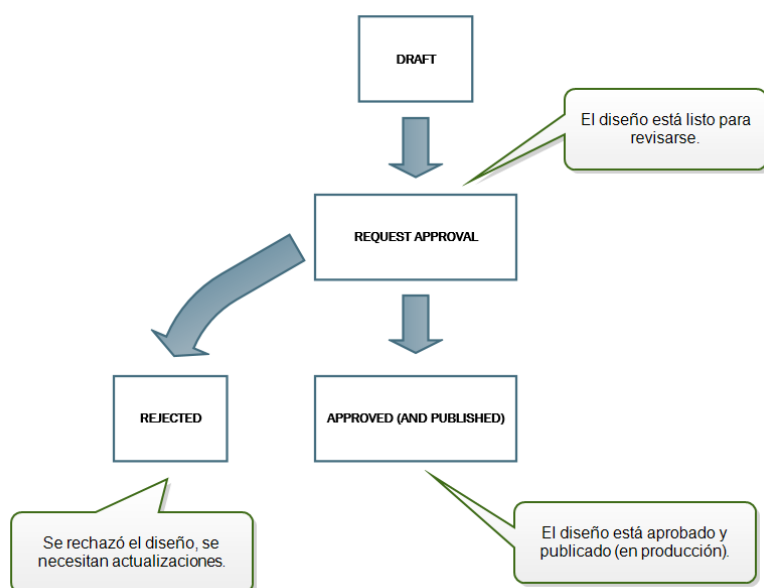 DRAFT
El diseño está listo para
revisarse.
REQUEST APPROVAL
REJECTED
APPROVED (AND PUBLISHED)
Se rechazó el diseño, se
necesitan actualizaciones.
El diseño está aprobado y
publicado (en producción).